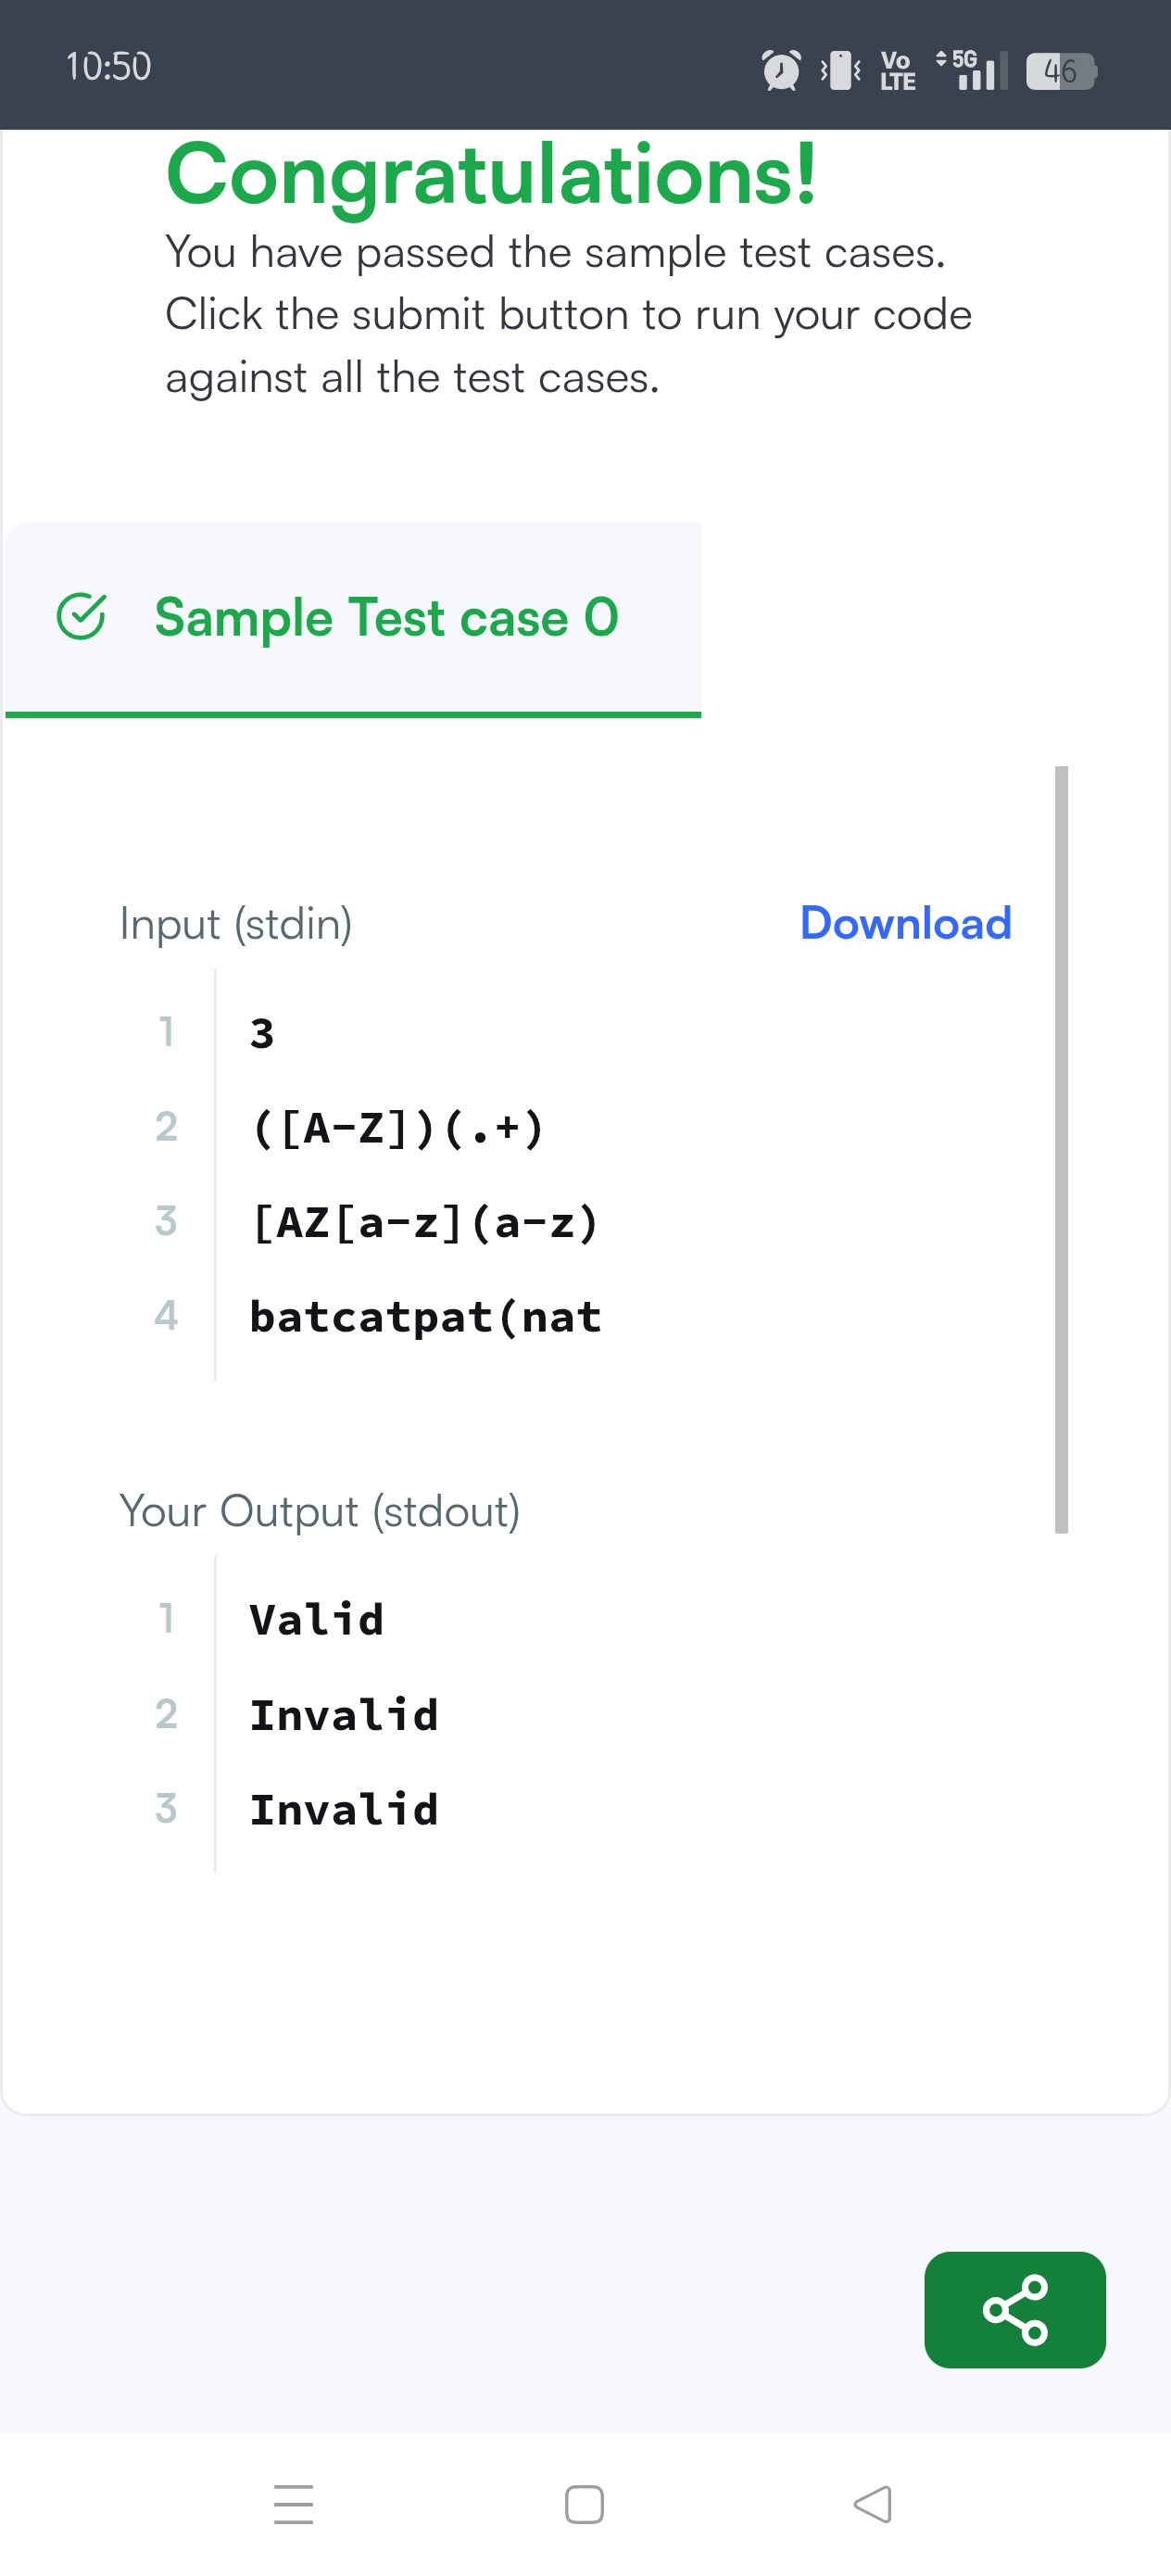 10:50
Vo LTE 5G 46
Congratulations!
You have passed the sample test cases.
Click the submit button to run your code
against all the test cases.
Sample Test case 0
Input (stdin) Download
1 3
2 ([A-Z])(.+)
3 [AZ[a-z](a-z)
4 batcatpat(nat
Your Output (stdout)
1 Valid
2 Invalid
3 Invalid